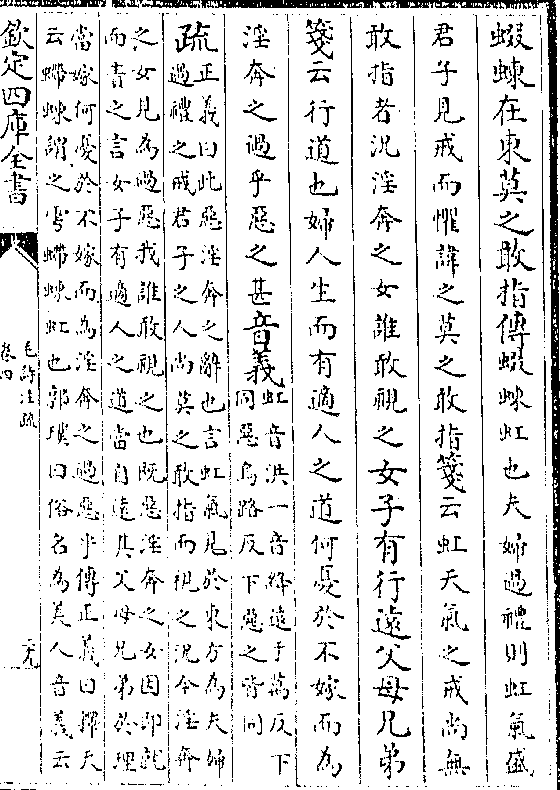 蝃蝀在東莫之敢指傳蝃蝀虹也夫婦過禮則虹氣盛
君子見戒而懼諱之莫之敢指箋云虹天氣之戒尚無
敢指者況淫奔之女誰敢視之女子有行遠父母兄弟
箋云行道也婦人生而有適人之道何憂於不嫁而為
淫奔之過乎惡之甚音義虹音洪一音絳遠于萬反下
同惡烏路反下惡之皆同
疏正義曰此惡淫奔之辭也言虹氣見於東方為夫婦
過禮之戒君子之人尚莫之敢指而視之況今淫奔
之女見為過惡我誰敢視之也既惡淫奔之女因即就
而責之言女子有適人之道當自遠其父母兄弟於理
當嫁何憂於不嫁而為淫奔之過惡乎傳正義曰釋天
云螮蝀謂之雩螮蝀虹也郭璞曰俗名為美人音義云
欽定四庫全書
毛詩注疏
卷四
二九